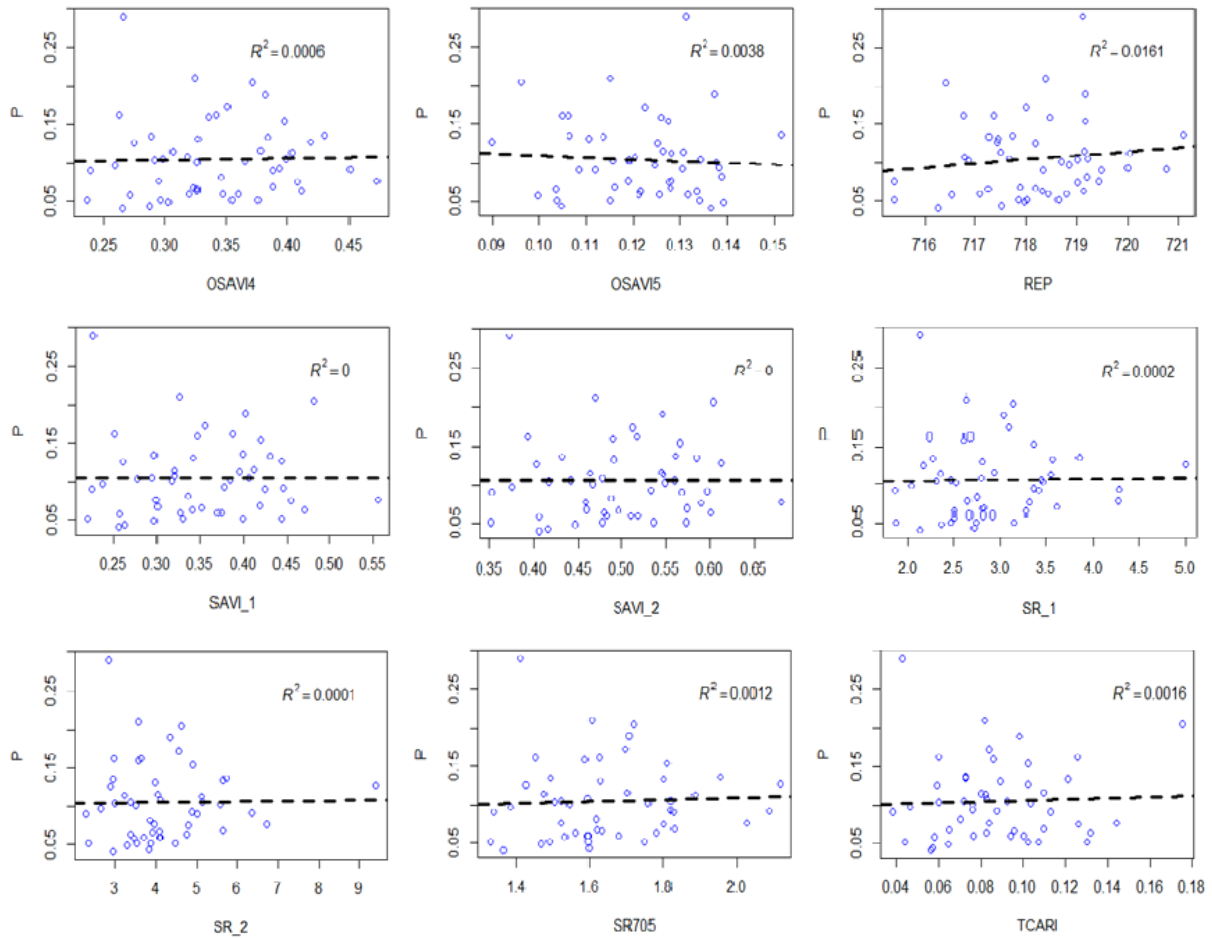 R² = 0.0006
P
0.05 0.15 0.25
0.25 0.30 0.35 0.40 0.45
OSAVI4
R² = 0.0038
P
0.05 0.15 0.25
0.09 0.10 0.11 0.12 0.13 0.14 0.15
OSAVI5
R² – 0.0161
P
0.05 0.15 0.25
716 717 718 719 720 721
REP
R² = 0
P
0.05 0.15 0.25
0.25 0.30 0.35 0.40 0.45 0.50 0.55
SAVI_1
R² – 0
P
0.05 0.15 0.25
0.35 0.40 0.45 0.50 0.55 0.60 0.65
SAVI_2
R² = 0.0002
P
0.05 0.15 0.25
2.0 2.5 3.0 3.5 4.0 4.5 5.0
SR_1
R² = 0.0001
P
0.05 0.15 0.25
3 4 5 6 7 8 9
SR_2
R² = 0.0012
P
0.05 0.15 0.25
1.4 1.6 1.8 2.0
SR705
R² = 0.0016
P
0.05 0.15 0.25
0.04 0.06 0.08 0.10 0.12 0.14 0.16 0.18
TCARI